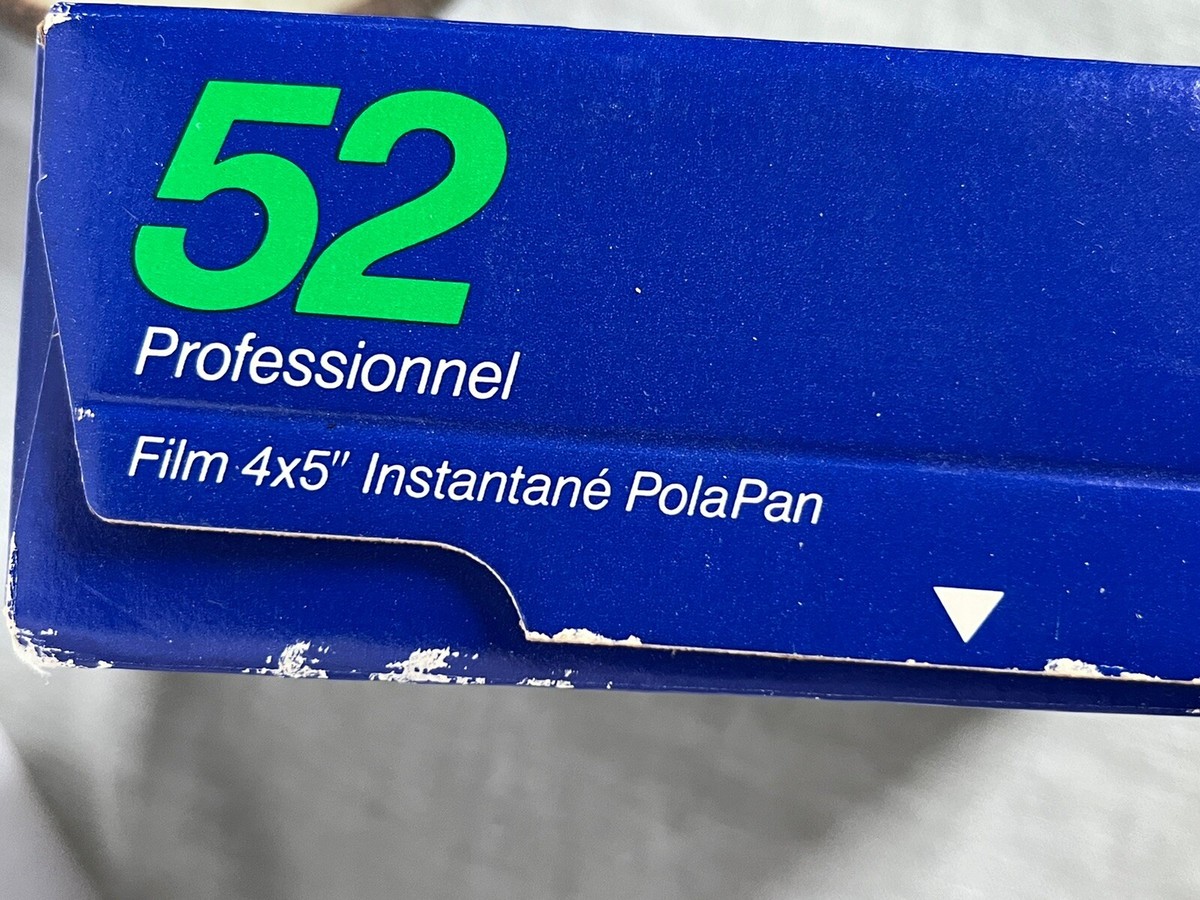 52
Professionnel
Film 4x5" Instantané PolaPan